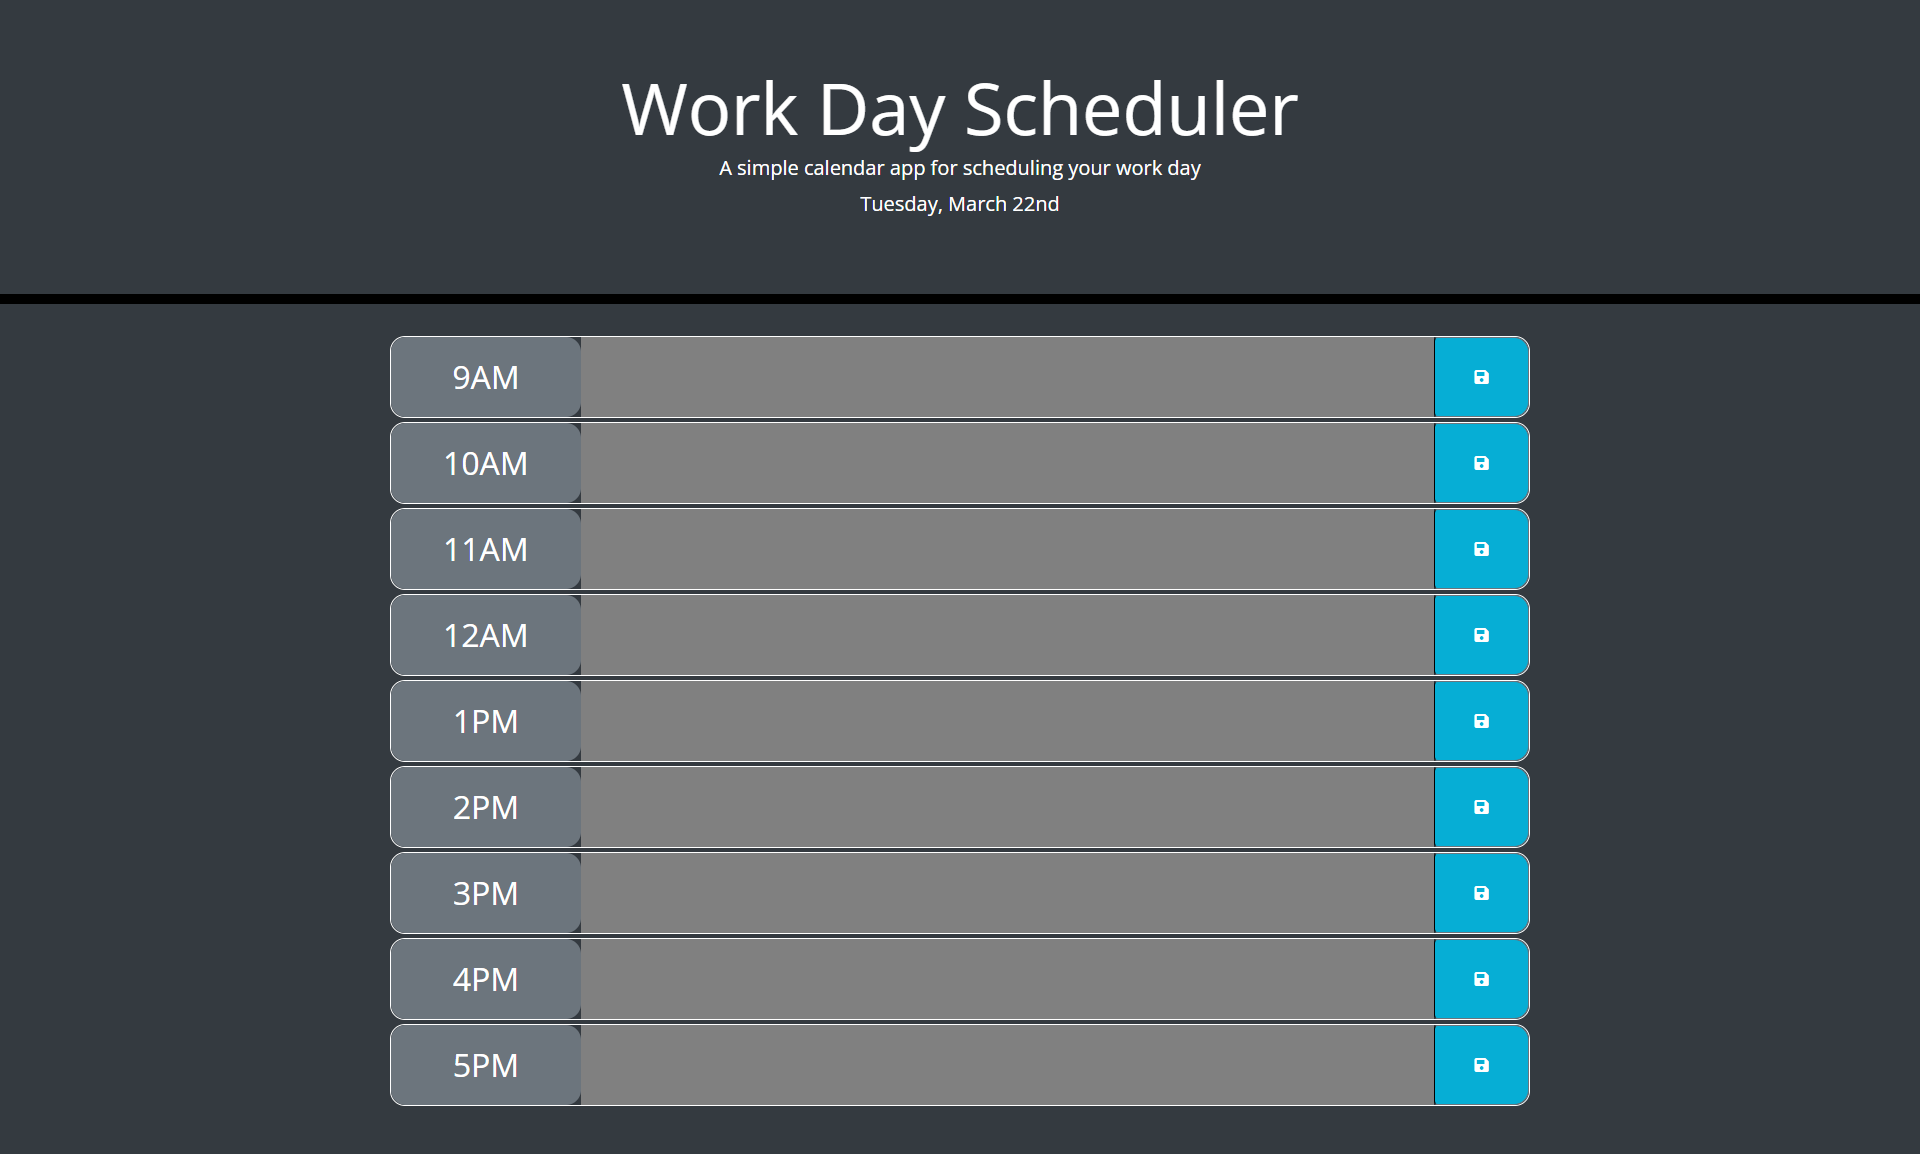 Work Day Scheduler
A simple calendar app for scheduling your work day
Tuesday, March 22nd
9AM
10AM
11AM
12AM
1PM
2PM
3PM
4PM
5PM